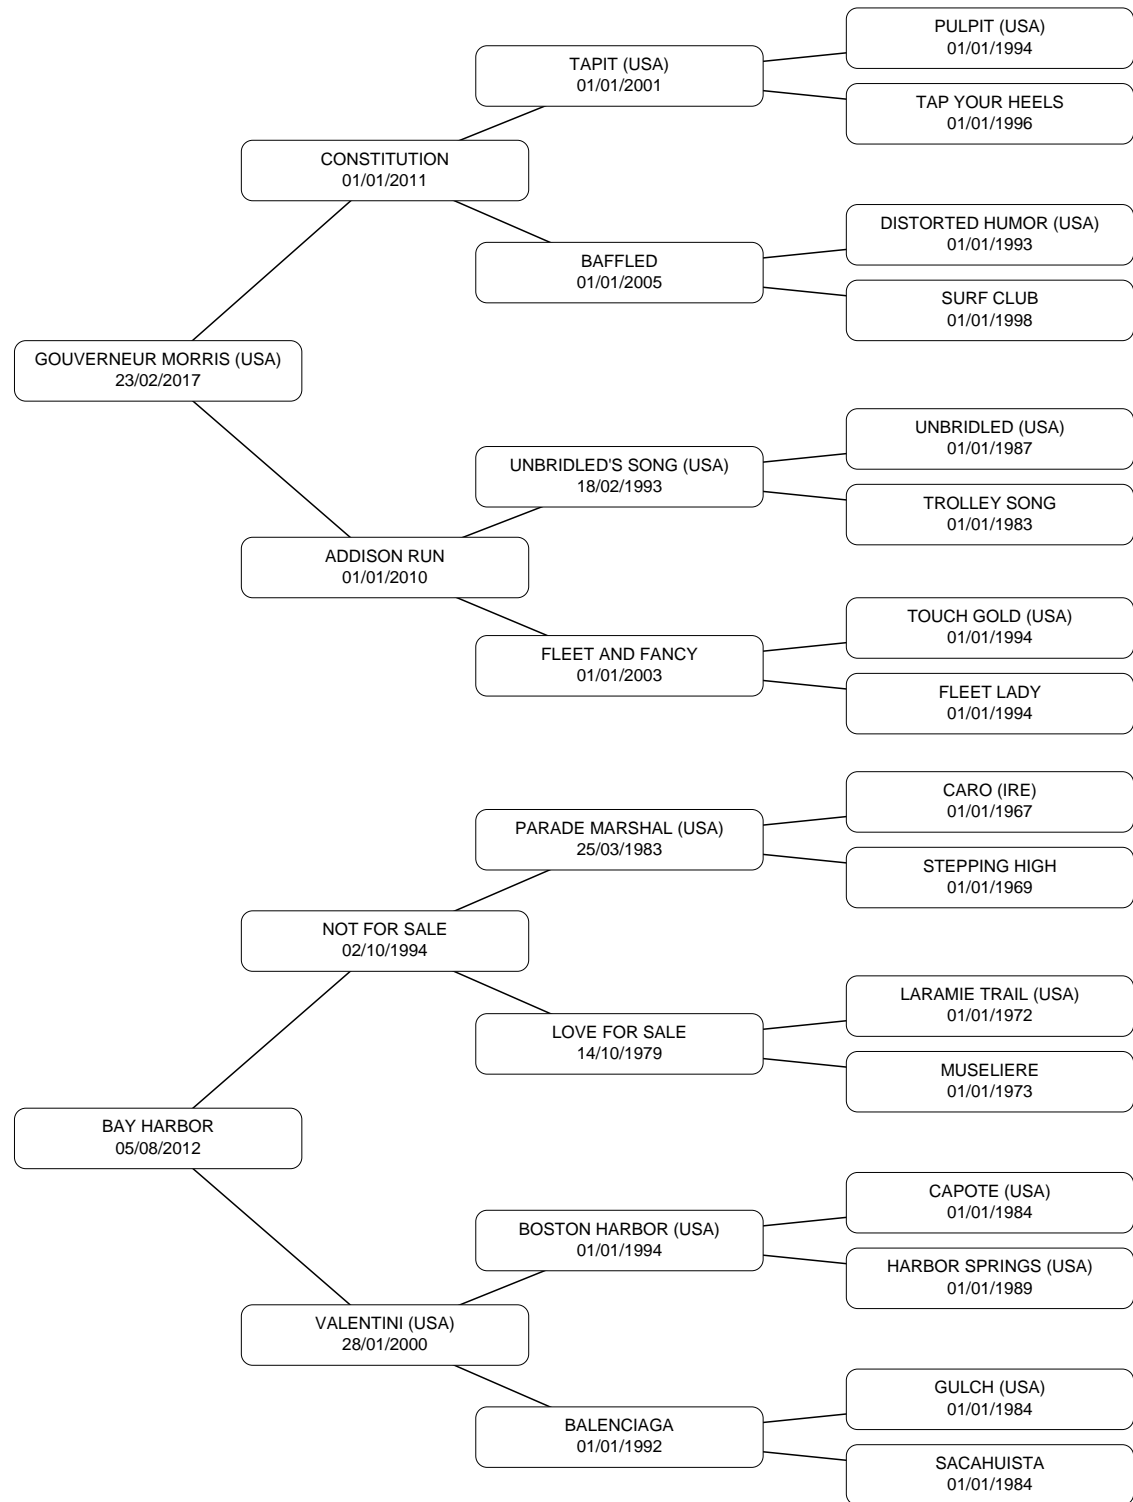 PULPIT (USA)
01/01/1994
TAPIT (USA)
01/01/2001
TAP YOUR HEELS
01/01/1996
CONSTITUTION
01/01/2011
DISTORTED HUMOR (USA)
01/01/1993
BAFFLED
01/01/2005
SURF CLUB
01/01/1998
GOUVERNEUR MORRIS (USA)
23/02/2017
UNBRIDLED (USA)
01/01/1987
UNBRIDLED'S SONG (USA)
18/02/1993
TROLLEY SONG
01/01/1983
ADDISON RUN
01/01/2010
TOUCH GOLD (USA)
01/01/1994
FLEET AND FANCY
01/01/2003
FLEET LADY
01/01/1994
CARO (IRE)
01/01/1967
PARADE MARSHAL (USA)
25/03/1983
STEPPING HIGH
01/01/1969
NOT FOR SALE
02/10/1994
LARAMIE TRAIL (USA)
01/01/1972
LOVE FOR SALE
14/10/1979
MUSELIERE
01/01/1973
BAY HARBOR
05/08/2012
CAPOTE (USA)
01/01/1984
BOSTON HARBOR (USA)
01/01/1994
HARBOR SPRINGS (USA)
01/01/1989
VALENTINI (USA)
28/01/2000
GULCH (USA)
01/01/1984
BALENCIAGA
01/01/1992
SACAHUISTA
01/01/1984